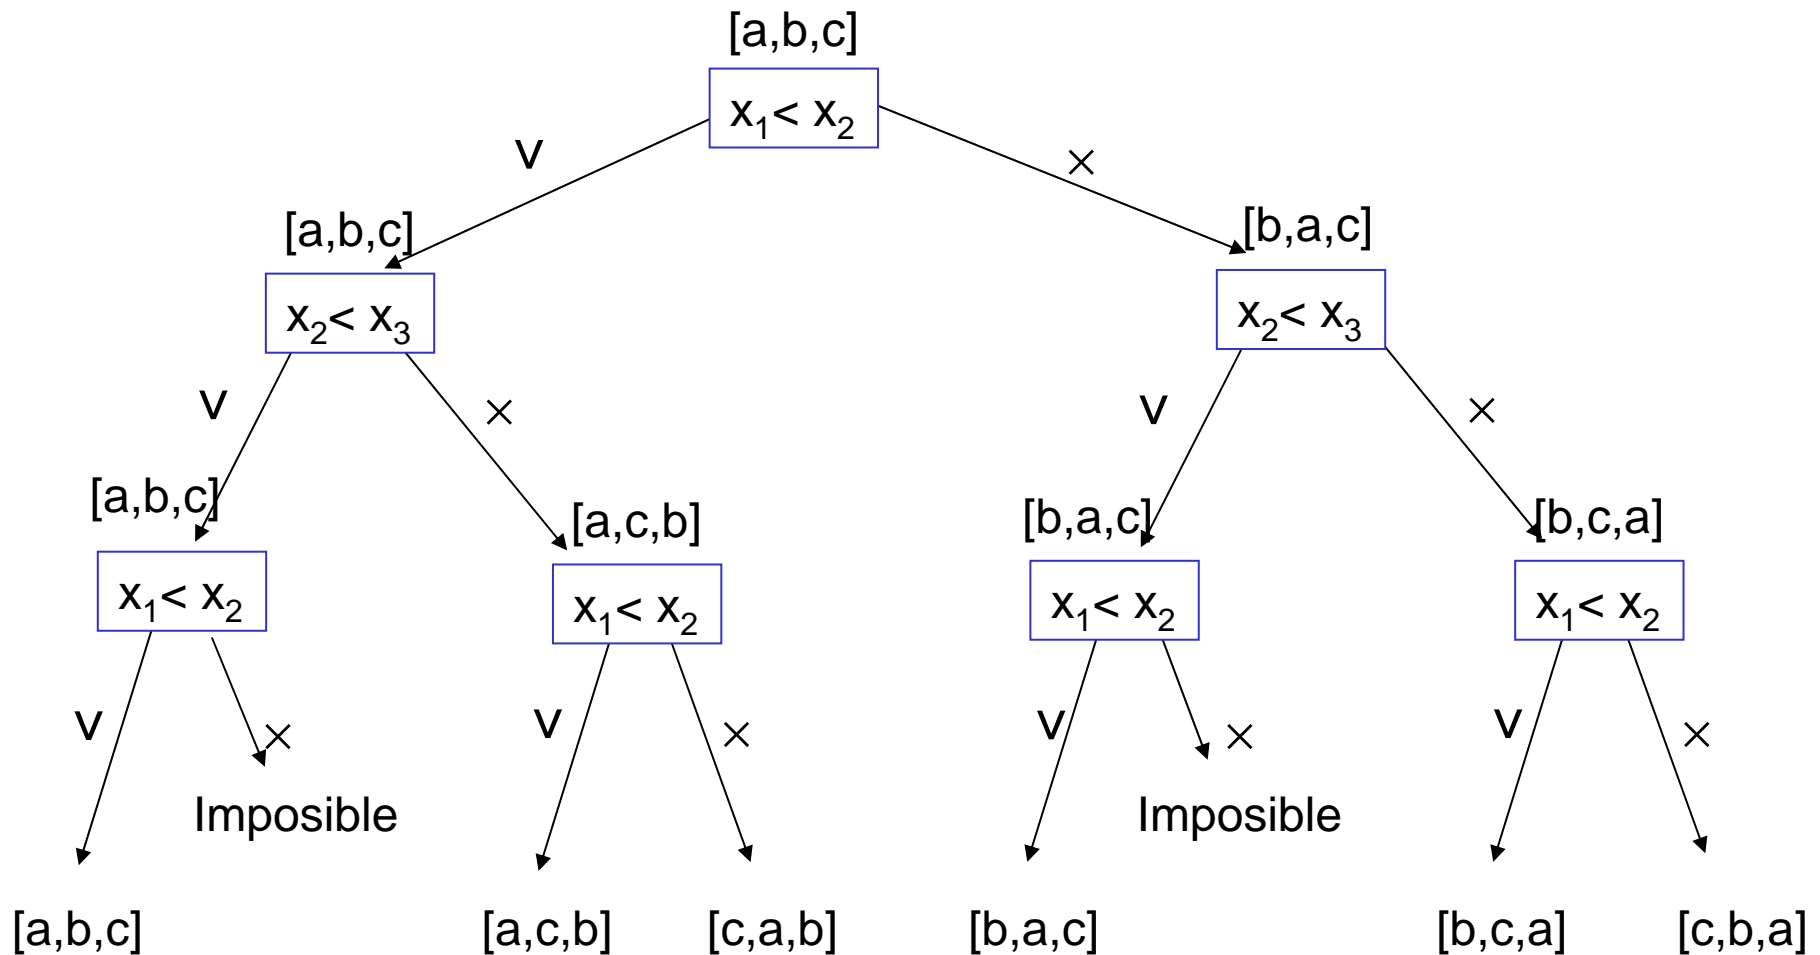 [a,b,c]
x₁< x₂
v
×
[a,b,c]
[b,a,c]
x₂< x₃
x₂< x₃
v
×
v
×
[a,b,c]
[a,c,b]
[b,a,c]
[b,c,a]
x₁< x₂
x₁< x₂
x₁< x₂
x₁< x₂
v
×
v
×
v
×
v
×
Imposible
Imposible
[a,b,c]
[a,c,b]
[c,a,b]
[b,a,c]
[b,c,a]
[c,b,a]